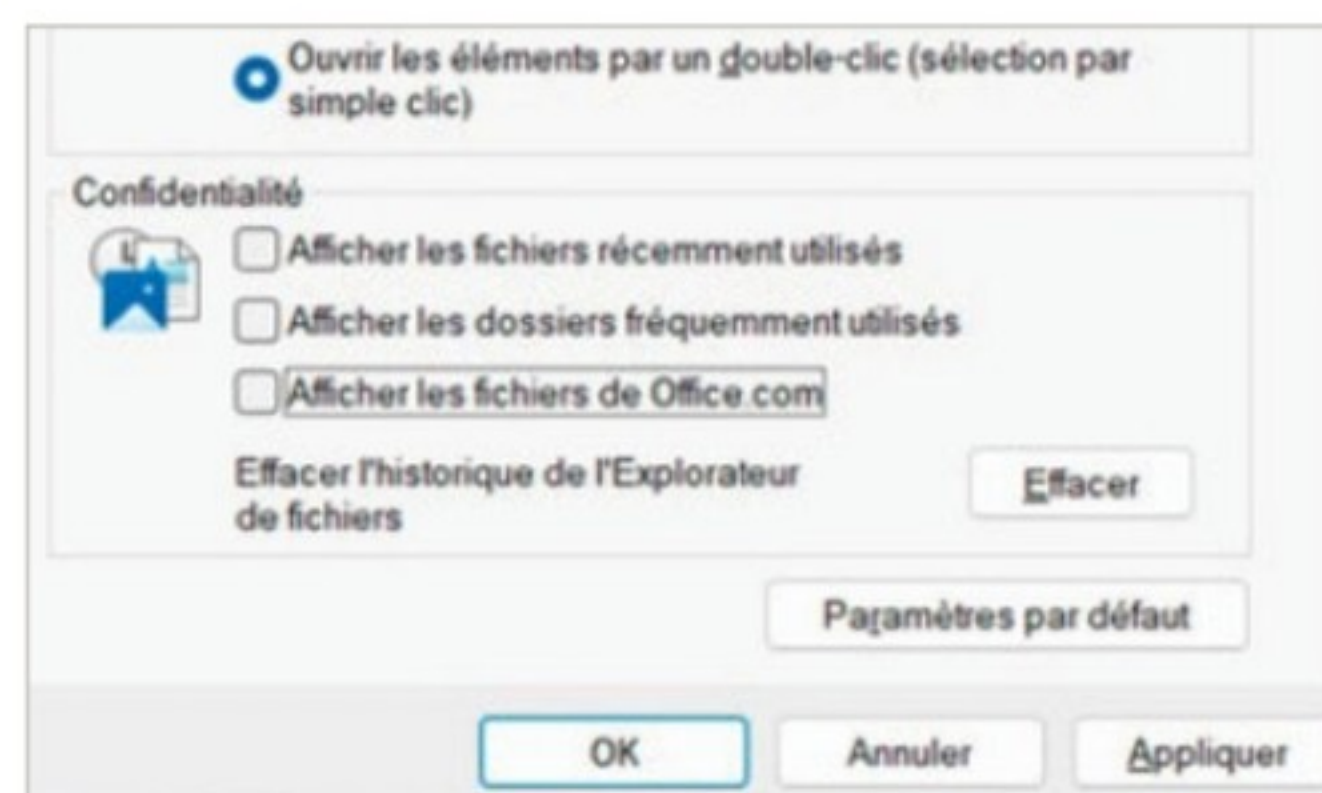 Ouvrir les éléments par un double-clic (sélection par
simple clic)
Confidentialité
Afficher les fichiers récemment utilisés
Afficher les dossiers fréquemment utilisés
Afficher les fichiers de Office.com
Effacer l'historique de l'Explorateur
de fichiers
Effacer
Paramètres par défaut
OK
Annuler
Appliquer